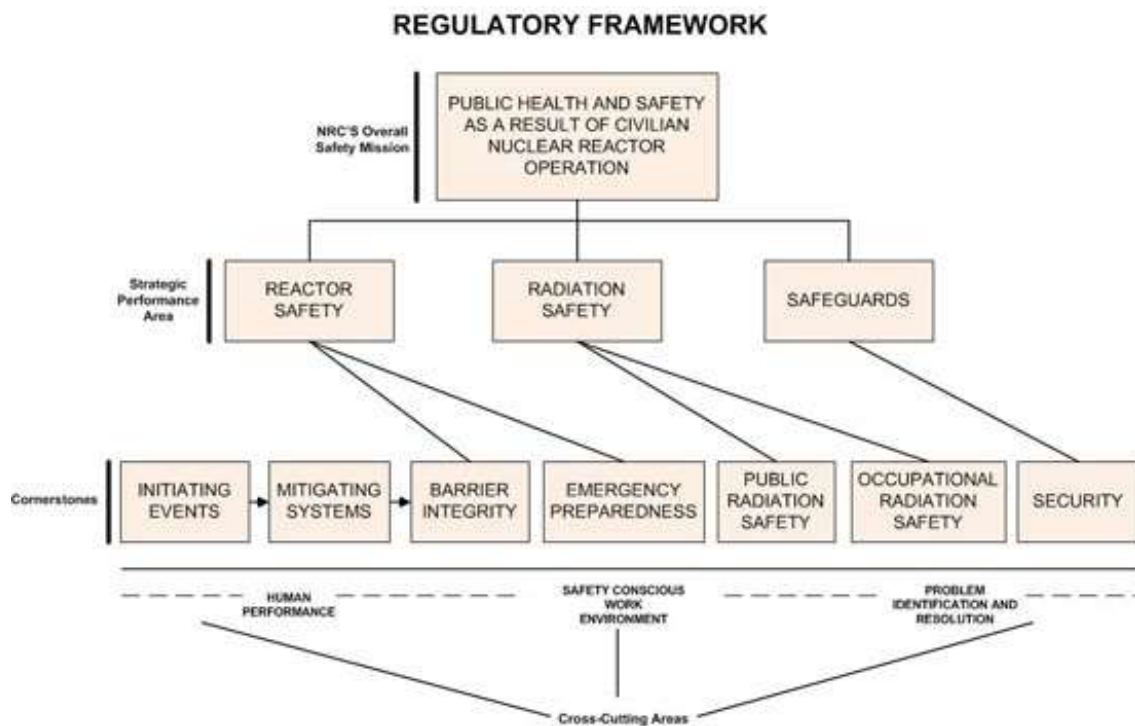 REGULATORY FRAMEWORK
NRC'S Overall
Safety Mission
PUBLIC HEALTH AND SAFETY
AS A RESULT OF CIVILIAN
NUCLEAR REACTOR
OPERATION
Strategic
Performance
Area
REACTOR
SAFETY
RADIATION
SAFETY
SAFEGUARDS
Cornerstones
INITIATING
EVENTS
MITIGATING
SYSTEMS
BARRIER
INTEGRITY
EMERGENCY
PREPAREDNESS
PUBLIC
RADIATION
SAFETY
OCCUPATIONAL
RADIATION
SAFETY
SECURITY
HUMAN
PERFORMANCE
SAFETY CONSCIOUS
WORK
ENVIRONMENT
PROBLEM
IDENTIFICATION AND
RESOLUTION
Cross-Cutting Areas